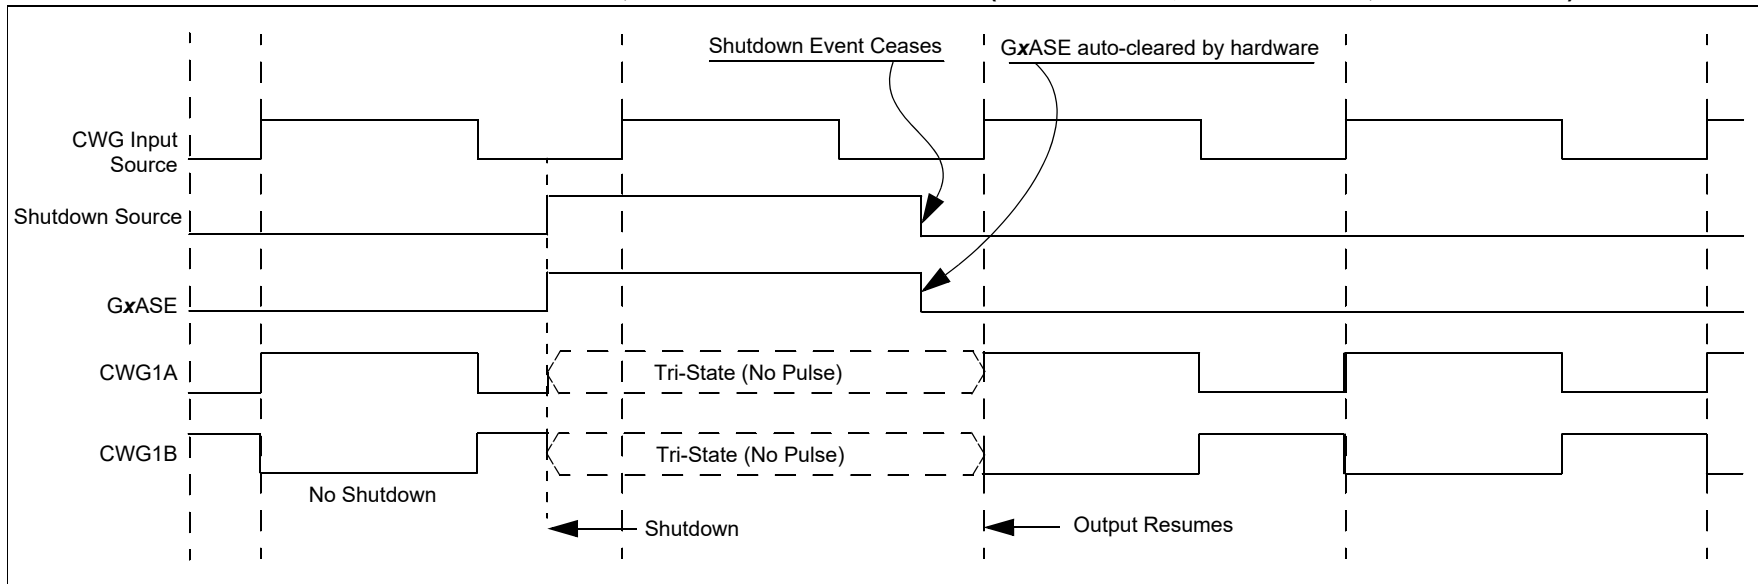 Shutdown Event Ceases
GxASE auto-cleared by hardware
CWG Input
Source
Shutdown Source
GxASE
CWG1A
Tri-State (No Pulse)
CWG1B
Tri-State (No Pulse)
No Shutdown
Shutdown
Output Resumes